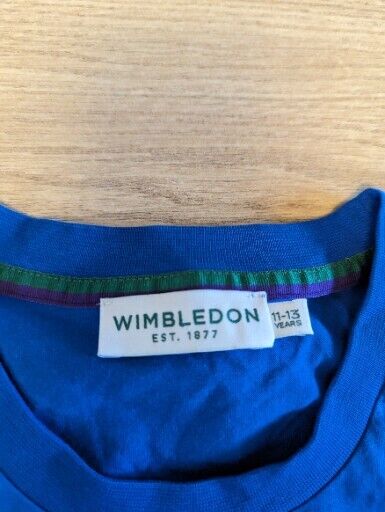 WIMBLEDON
EST. 1877
11-13
YEARS